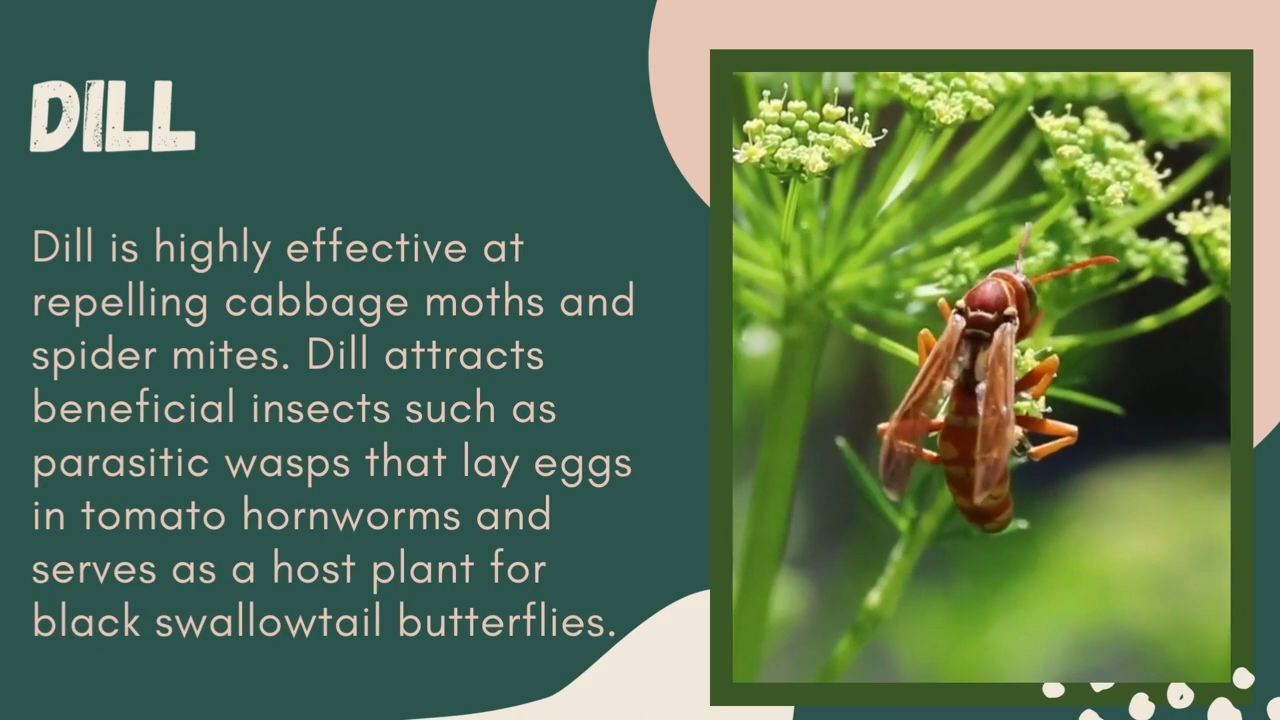 DILL
Dill is highly effective at
repelling cabbage moths and
spider mites. Dill attracts
beneficial insects such as
parasitic wasps that lay eggs
in tomato hornworms and
serves as a host plant for
black swallowtail butterflies.